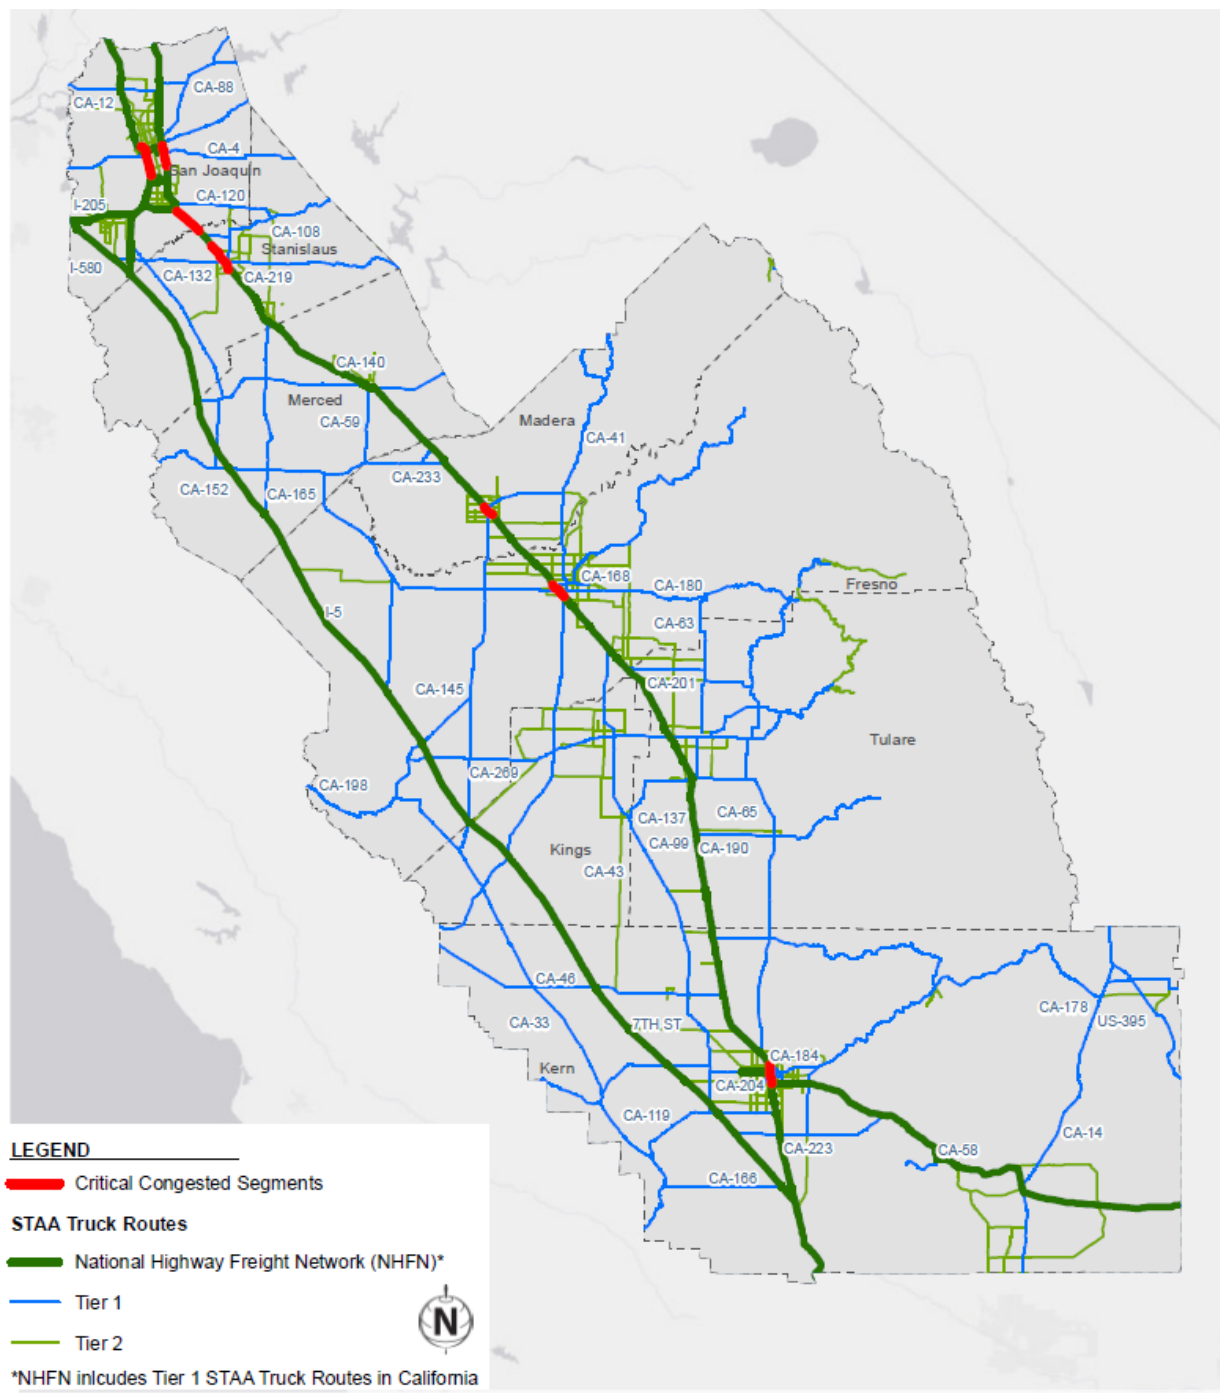 CA-88
CA-12
CA-4
San Joaquin
CA-120
I-205
CA-108
Stanislaus
I-580
CA-132
CA-219
CA-140
Merced
CA-59
Madera
CA-41
CA-233
CA-152
CA-165
CA-168
CA-180
Fresno
I-5
CA-63
CA-145
CA-201
Tulare
CA-269
CA-198
CA-137
CA-65
CA-99
CA-190
Kings
CA-43
CA-46
CA-178
CA-33
7TH ST
US-395
Kern
CA-184
CA-204
CA-119
CA-14
CA-223
CA-58
CA-166
LEGEND
Critical Congested Segments
STAA Truck Routes
National Highway Freight Network (NHFN)*
Tier 1
N
Tier 2
*NHFN inlcudes Tier 1 STAA Truck Routes in California